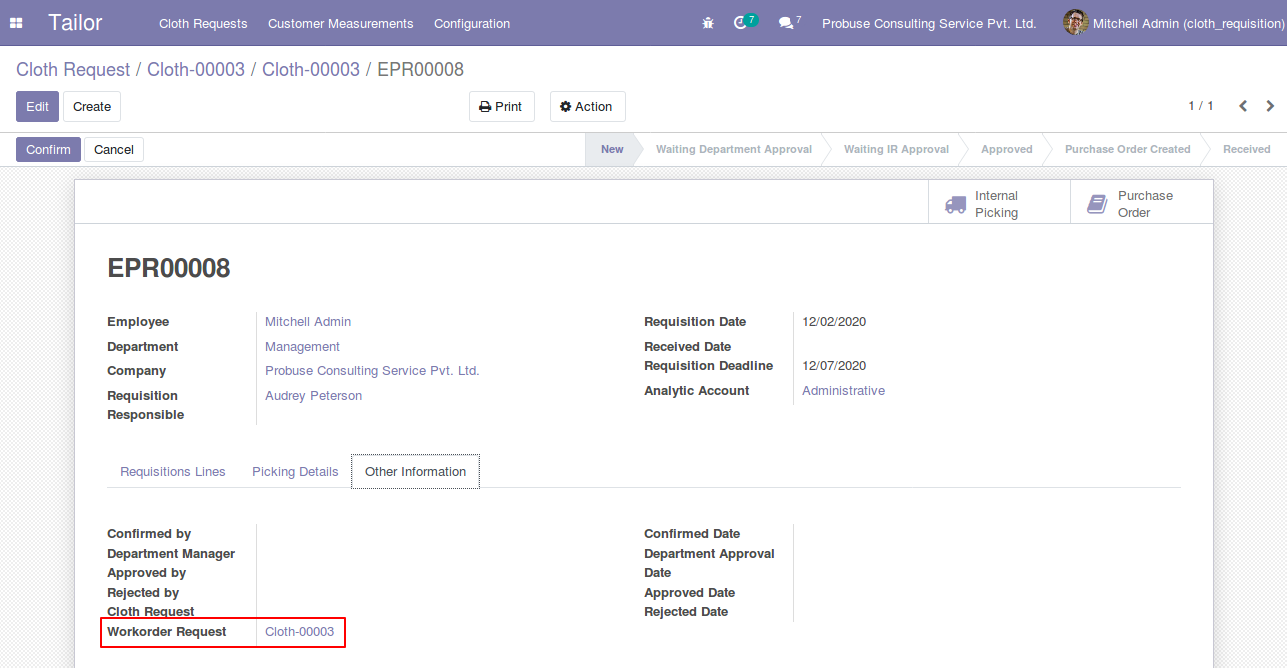 Tailor Cloth Requests Customer Measurements Configuration 7 7 Probuse Consulting Service Pvt. Ltd. Mitchell Admin (cloth_requisition)
Cloth Request / Cloth-00003 / Cloth-00003 / EPR00008
Edit Create Print Action 1 / 1
Confirm Cancel New Waiting Department Approval Waiting IR Approval Approved Purchase Order Created Received
Internal Picking
Purchase Order
EPR00008
Employee Mitchell Admin
Department Management
Company Probuse Consulting Service Pvt. Ltd.
Requisition Responsible Audrey Peterson
Requisition Date 12/02/2020
Received Date
Requisition Deadline 12/07/2020
Analytic Account Administrative
Requisitions Lines Picking Details Other Information
Confirmed by
Department Manager
Approved by
Rejected by
Cloth Request
Workorder Request Cloth-00003
Confirmed Date
Department Approval
Date
Approved Date
Rejected Date